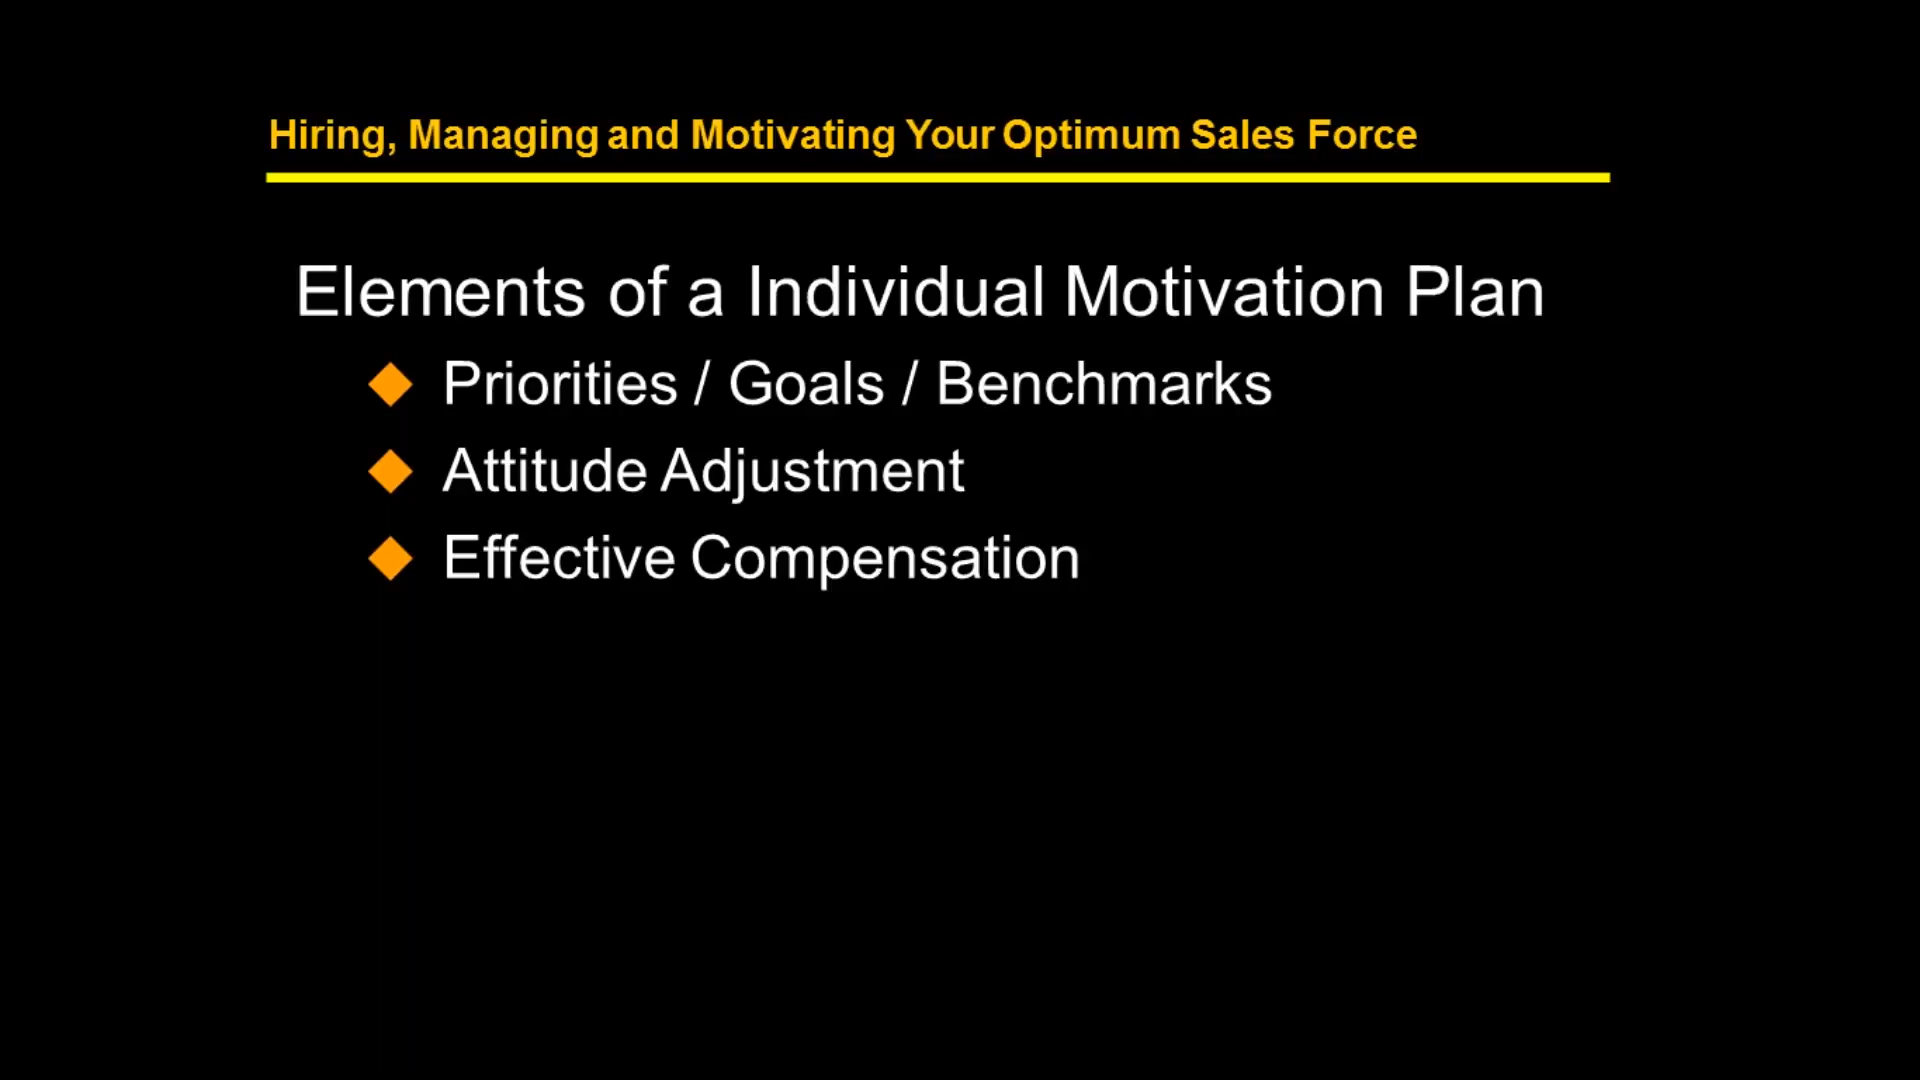 Hiring, Managing and Motivating Your Optimum Sales Force
Elements of a Individual Motivation Plan
Priorities / Goals / Benchmarks
Attitude Adjustment
Effective Compensation